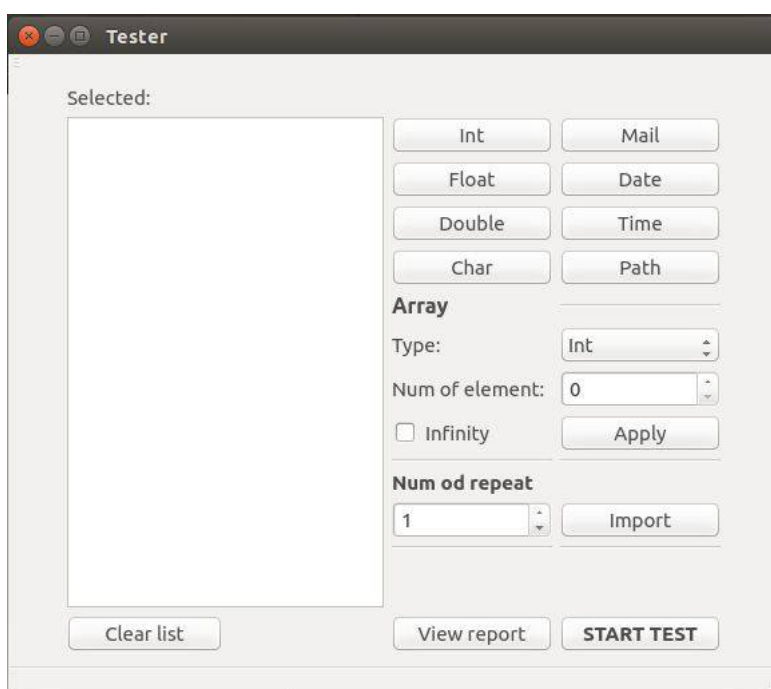 Tester
Selected:
Int Mail
Float Date
Double Time
Char Path
Array
Type: Int
Num of element: 0
Infinity Apply
Num od repeat
1 Import
Clear list View report START TEST